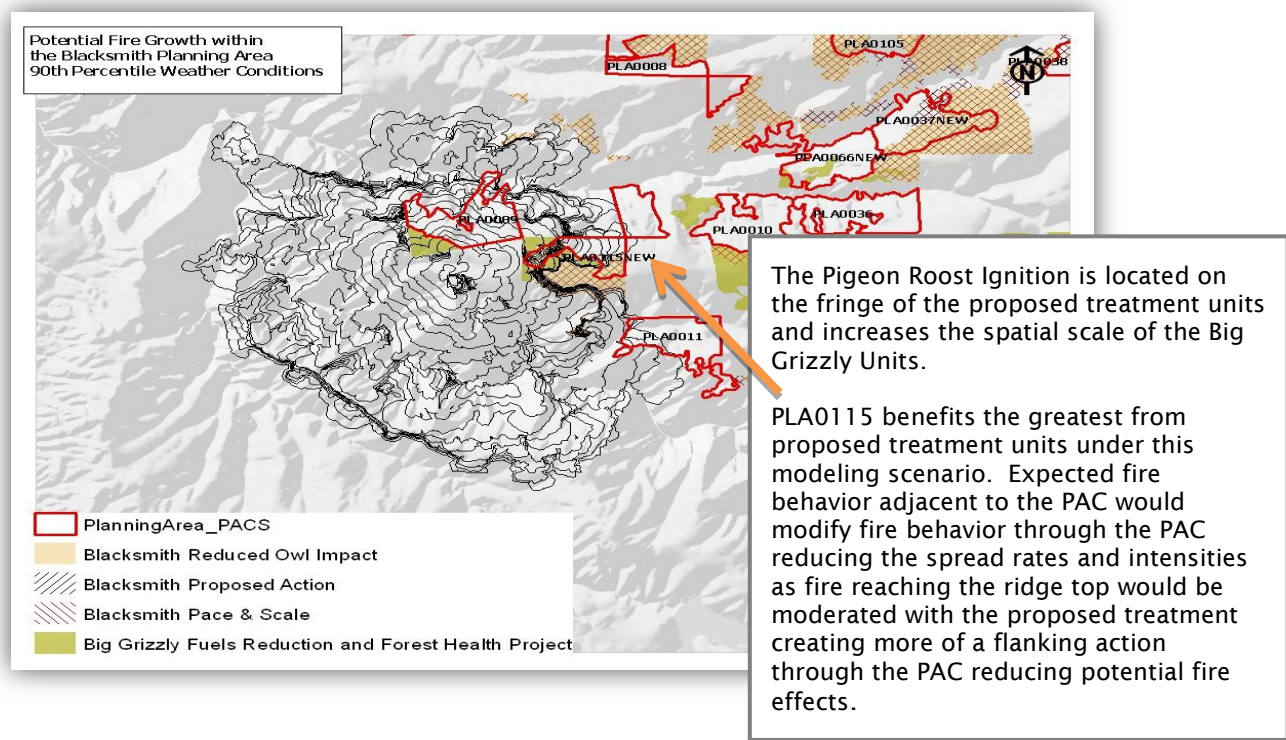 Potential Fire Growth within
the Blacksmith Planning Area
90th Percentile Weather Conditions
PLA0105
PLA0008
PLA0038
N
PLA0037NEW
PLA0066NEW
PLA0009
PLA0036
PLA0010
PLA0115NEW
PLA0011
The Pigeon Roost Ignition is located on
the fringe of the proposed treatment units
and increases the spatial scale of the Big
Grizzly Units.
PLA0115 benefits the greatest from
proposed treatment units under this
modeling scenario. Expected fire
behavior adjacent to the PAC would
modify fire behavior through the PAC
reducing the spread rates and intensities
as fire reaching the ridge top would be
moderated with the proposed treatment
creating more of a flanking action
through the PAC reducing potential fire
effects.
PlanningArea_PACS
Blacksmith Reduced Owl Impact
Blacksmith Proposed Action
Blacksmith Pace & Scale
Big Grizzly Fuels Reduction and Forest Health Project